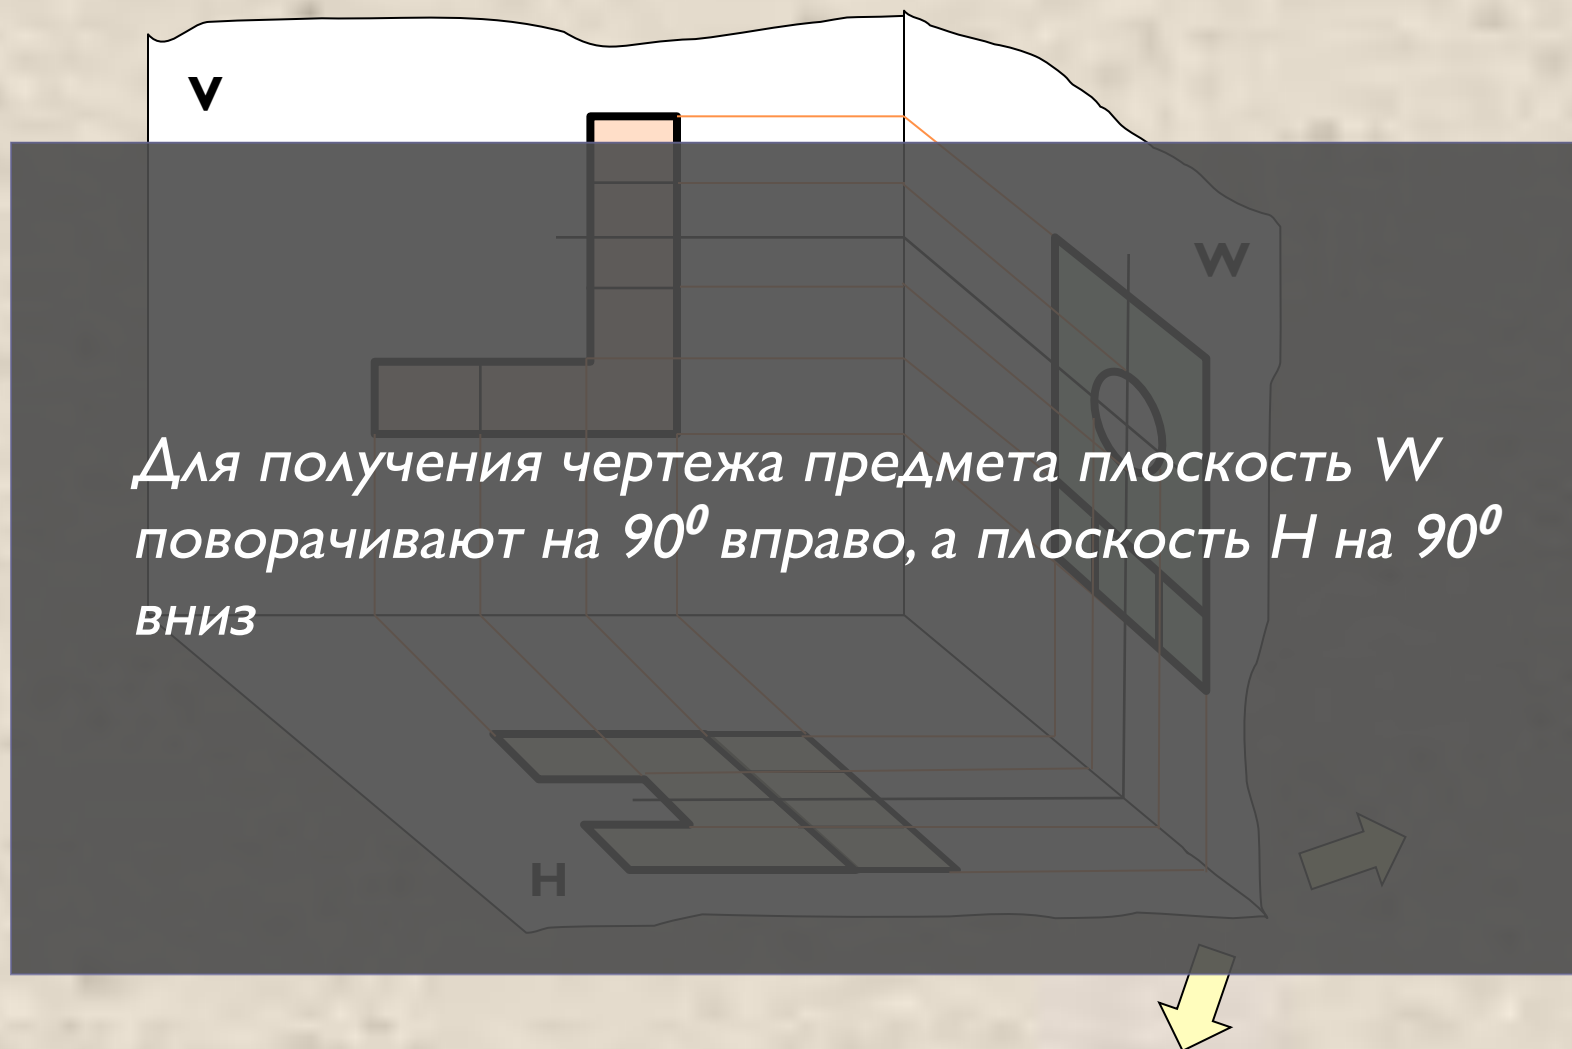 V
W
Для получения чертежа предмета плоскость W
поворачивают на 90⁰ вправо, а плоскость Н на 90⁰
вниз
H